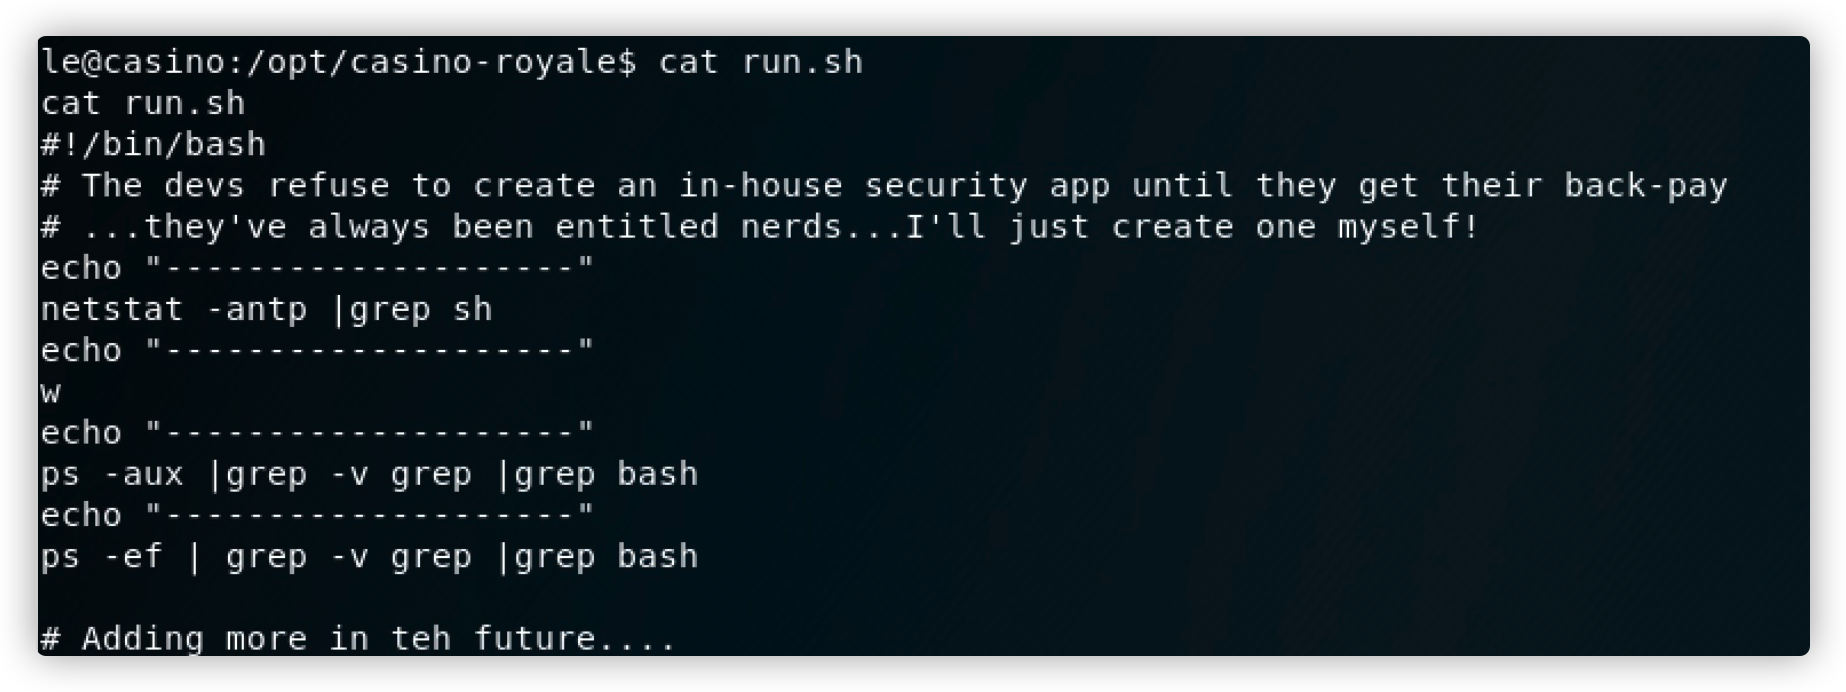 le@casino:/opt/casino-royale$ cat run.sh
cat run.sh
#!/bin/bash
# The devs refuse to create an in-house security app until they get their back-pay
# ...they've always been entitled nerds...I'll just create one myself!
echo "--------------------"
netstat -antp |grep sh
echo "--------------------"
w
echo "--------------------"
ps -aux |grep -v grep |grep bash
echo "--------------------"
ps -ef | grep -v grep |grep bash
# Adding more in teh future....